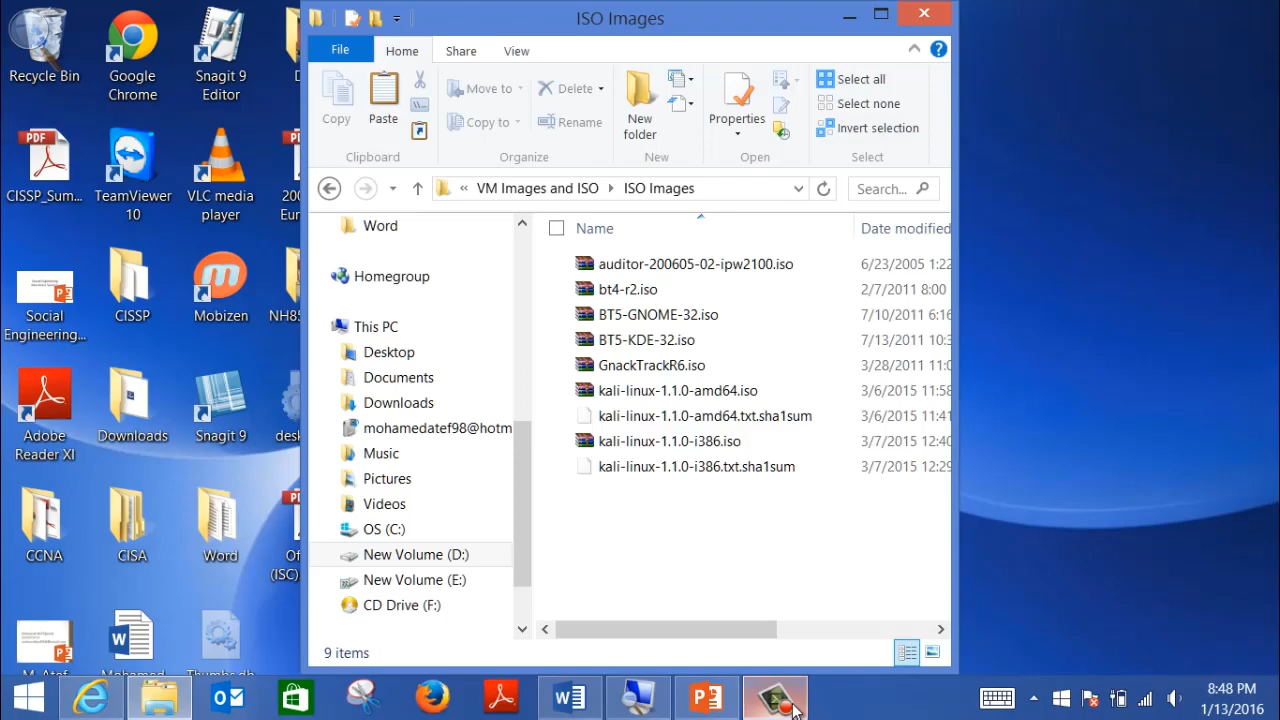 ISO Images
File
Home
Share
View
Copy
Paste
Move to
Copy to
Delete
Rename
New
folder
Properties
Select all
Select none
Invert selection
Clipboard
Organize
New
Open
Select
« VM Images and ISO
ISO Images
Search...
Word
Homegroup
This PC
Desktop
Documents
Downloads
mohamedatef98@hotm
Music
Pictures
Videos
OS (C:)
New Volume (D:)
New Volume (E:)
CD Drive (F:)
Name
Date modified
auditor-200605-02-ipw2100.iso 6/23/2005 1:22
bt4-r2.iso 2/7/2011 8:00
BT5-GNOME-32.iso 7/10/2011 6:16
BT5-KDE-32.iso 7/13/2011 10:3
GnackTrackR6.iso 3/28/2011 11:0
kali-linux-1.1.0-amd64.iso 3/6/2015 11:58
kali-linux-1.1.0-amd64.txt.sha1sum 3/6/2015 11:41
kali-linux-1.1.0-i386.iso 3/7/2015 12:40
kali-linux-1.1.0-i386.txt.sha1sum 3/7/2015 12:29
9 items
Recycle Bin
Google
Chrome
Snagit 9
Editor
PDF
CISSP_Sum...
TeamViewer
10
VLC media
player
Social
Engineering...
CISSP
Mobizen
NH85
Adobe
Reader XI
Downloads
Snagit 9
desk
CCNA
CISA
Word
(ISC)
M. Atef
Mohamed
Thumbs.db
8:48 PM
1/13/2016